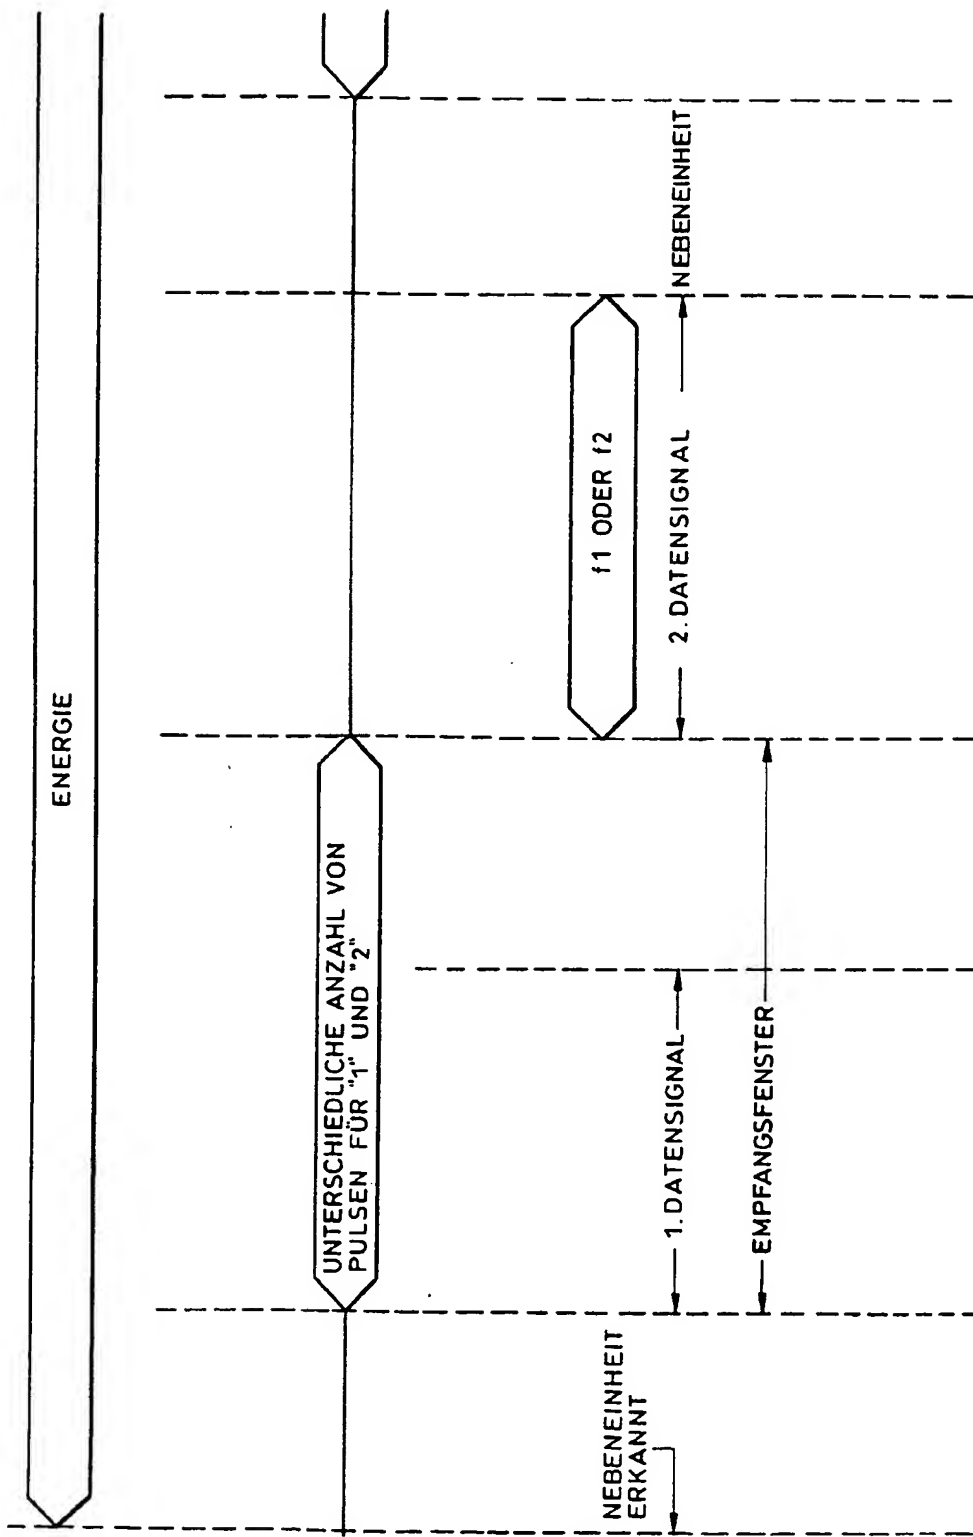 ENERGIE
UNTERSCHIEDLICHE ANZAHL VON
PULSEN FÜR "1" UND "2"
f1 ODER f2
NEBENEINHEIT
ERKANNT
1. DATENSIGNAL
2. DATENSIGNAL
NEBENEINHEIT
EMPFANGSFENSTER